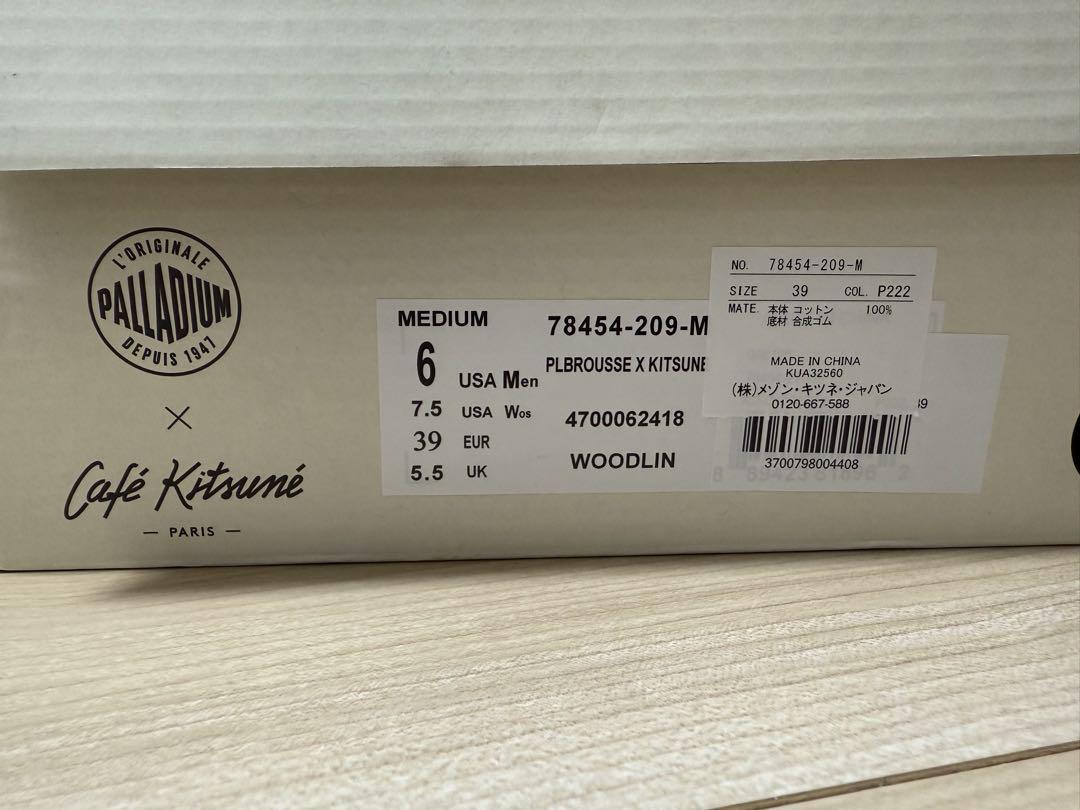 L'ORIGINALE
PALLADIUM
DEPUIS 1947
×
Café Kitsuné
— PARIS —
MEDIUM
6 USA Men
7.5 USA Wos
39 EUR
5.5 UK
78454-209-M
PLBROUSSE X KITSUNE
4700062418
WOODLIN
NO. 78454-209-M
SIZE 39 COL. P222
MATE. 本体 コットン 100%
底材 合成ゴム
MADE IN CHINA
KUA32560
(株)メゾン・キツネ・ジャパン
0120-667-588
39
3700798004408